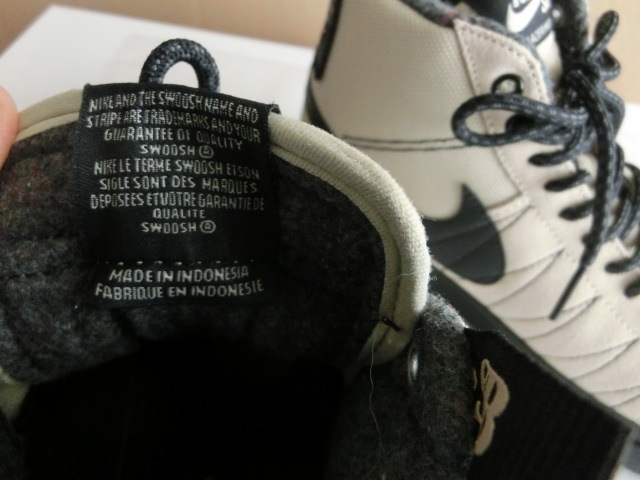 NIKE AND THE SWOOSH NAME AND
STRIPE ARE TRADEMARKS AND YOUR
GUARANTEE OF QUALITY
SWOOSH ®
NIKE LE TERME SWOOSH ET SON
SIGLE SONT DES MARQUES
DEPOSÉES ET VOTRE GARANTIE DE
QUALITE
SWOOSH ®
MADE IN INDONESIA
FABRIQUE EN INDONESIE